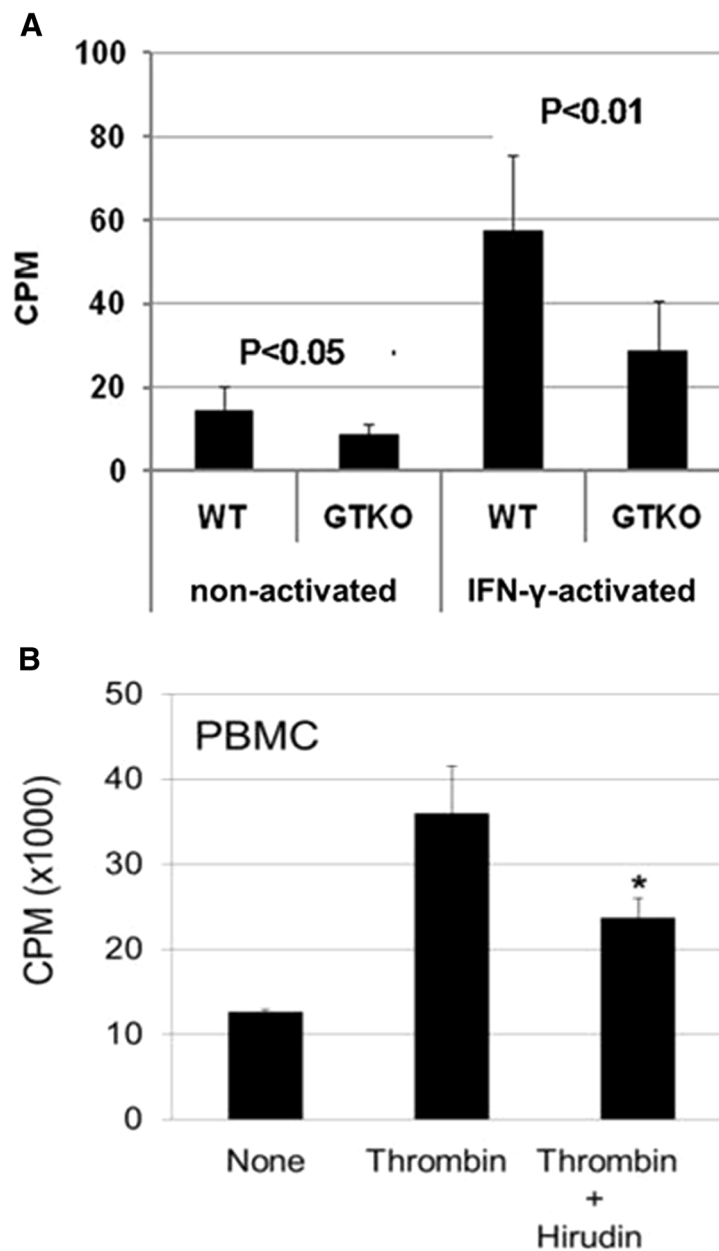 A
100
80
60
40
20
0
CPM
P<0.05
P<0.01
WT
GTKO
WT
GTKO
non-activated
IFN-γ-activated
B
50
40
30
20
10
0
CPM (x1000)
PBMC
*
None
Thrombin
Thrombin
+
Hirudin